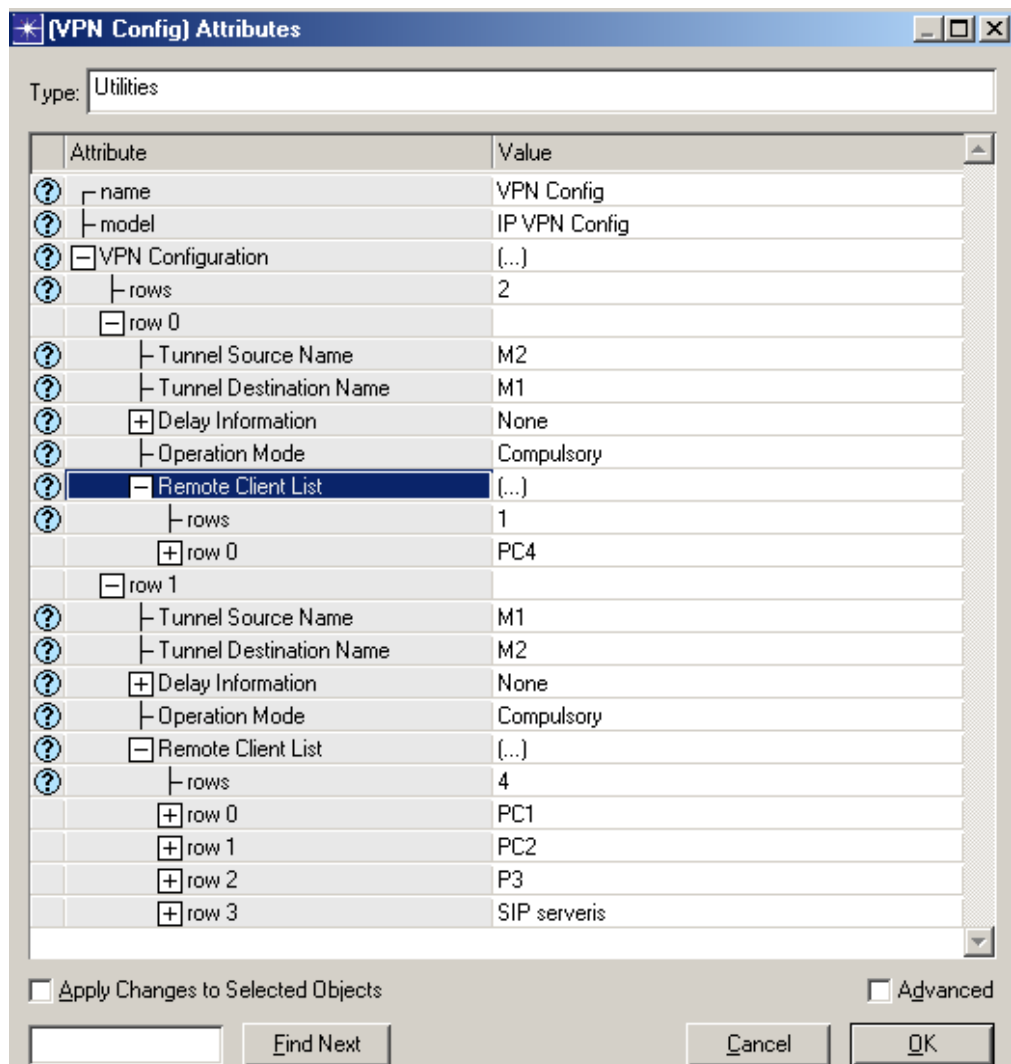 (VPN Config) Attributes
Type: Utilities
Attribute Value
name VPN Config
model IP VPN Config
VPN Configuration (...)
rows 2
row 0
Tunnel Source Name M2
Tunnel Destination Name M1
Delay Information None
Operation Mode Compulsory
Remote Client List (...)
rows 1
row 0 PC4
row 1
Tunnel Source Name M1
Tunnel Destination Name M2
Delay Information None
Operation Mode Compulsory
Remote Client List (...)
rows 4
row 0 PC1
row 1 PC2
row 2 P3
row 3 SIP serveris
Apply Changes to Selected Objects Advanced
Find Next Cancel OK